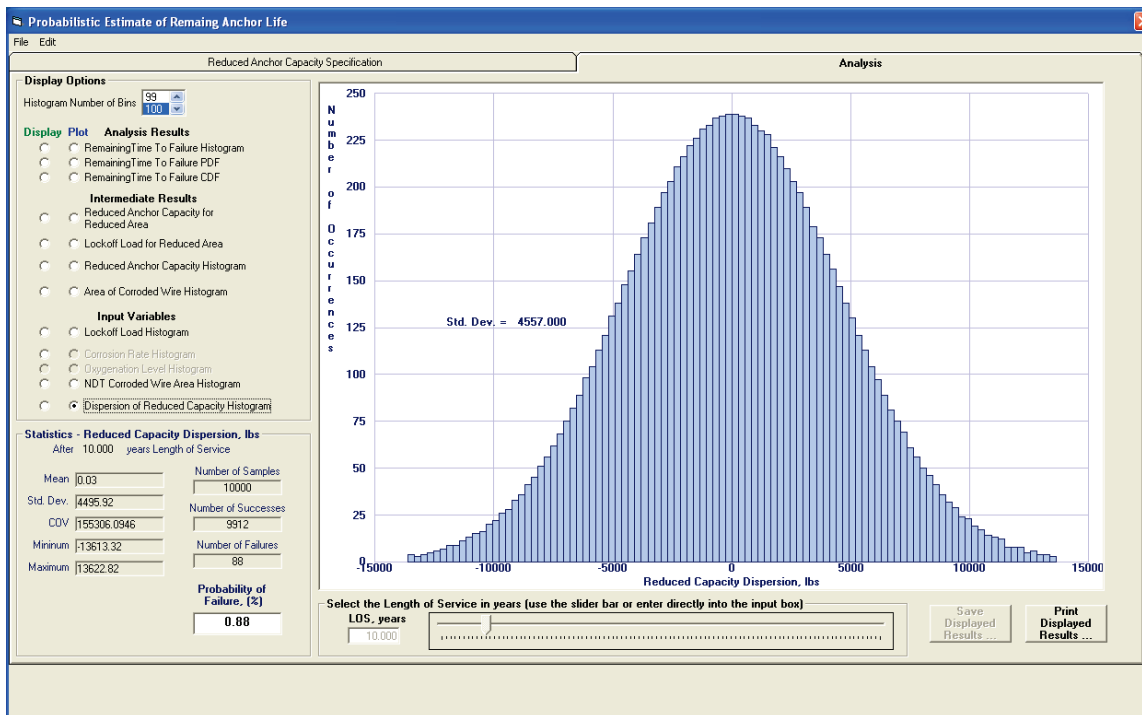 Probabilistic Estimate of Remaing Anchor Life
File Edit
Reduced Anchor Capacity Specification
Analysis
Display Options
Histogram Number of Bins
99
100
Display Plot Analysis Results
RemainingTime To Failure Histogram
RemainingTime To Failure PDF
RemainingTime To Failure CDF
Intermediate Results
Reduced Anchor Capacity for
Reduced Area
Lockoff Load for Reduced Area
Reduced Anchor Capacity Histogram
Area of Corroded Wire Histogram
Input Variables
Lockoff Load Histogram
Corrosion Rate Histogram
Oxygenation Level Histogram
NDT Corroded Wire Area Histogram
Dispersion of Reduced Capacity Histogram
Statistics - Reduced Capacity Dispersion, lbs
After 10.000 years Length of Service
Mean 0.03
Std. Dev. 4495.92
COV 155306.0946
Mininum -13613.32
Maximum 13622.82
Number of Samples
10000
Number of Successes
9912
Number of Failures
88
Probability of
Failure, (%)
0.88
Number of Occurrences
250
225
200
175
150
125
100
75
50
25
0
Std. Dev. = 4557.000
-15000 -10000 -5000 0 5000 10000 15000
Reduced Capacity Dispersion, lbs
Select the Length of Service in years (use the slider bar or enter directly into the input box)
LOS, years
10.000
Save
Displayed
Results ...
Print
Displayed
Results ...